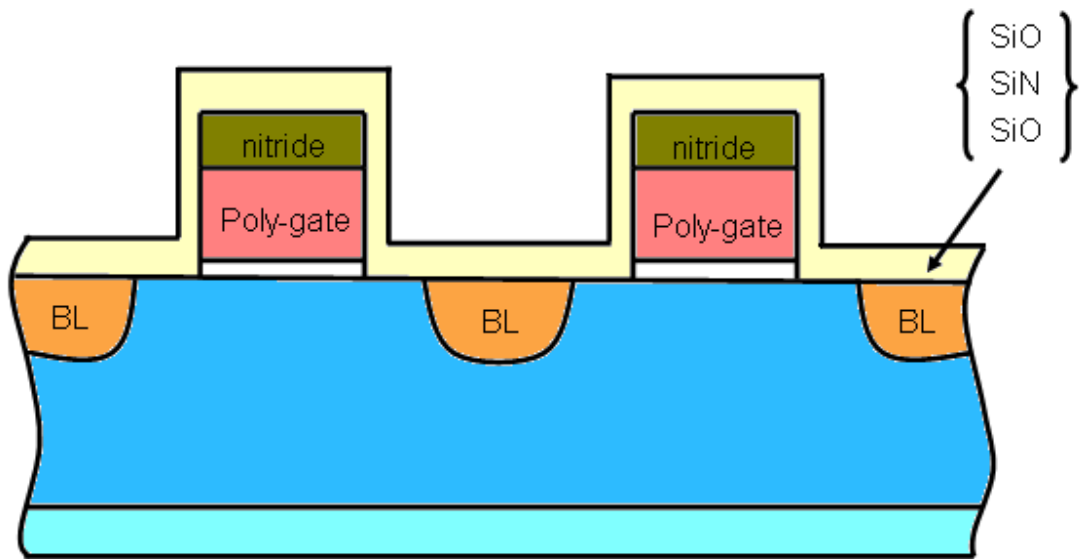 SiO
SiN
SiO
nitride
nitride
Poly-gate
Poly-gate
BL
BL
BL